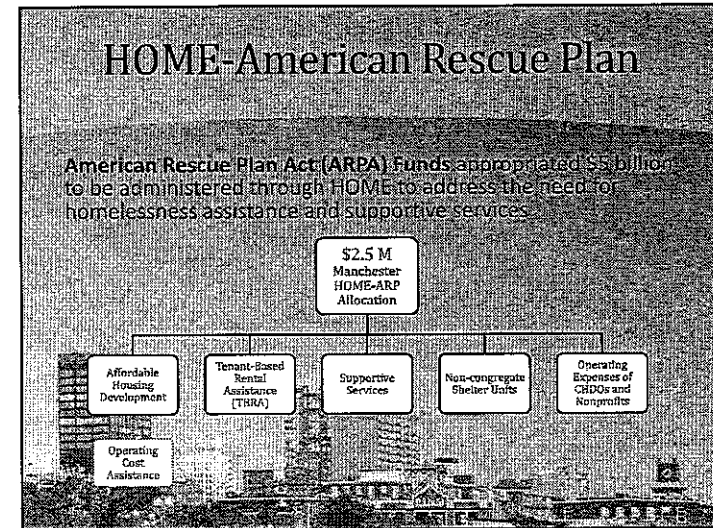 HOME-American Rescue Plan
American Rescue Plan Act (ARPA) Funds appropriated $5 billion
to be administered through HOME to address the need for
homelessness assistance and supportive services
$2.5 M
Manchester
HOME-ARP
Allocation
Affordable
Housing
Development
Tenant-Based
Rental
Assistance
(TBRA)
Supportive
Services
Non-congregate
Shelter Units
Operating
Expenses of
CHDOs and
Nonprofits
Operating
Cost
Assistance